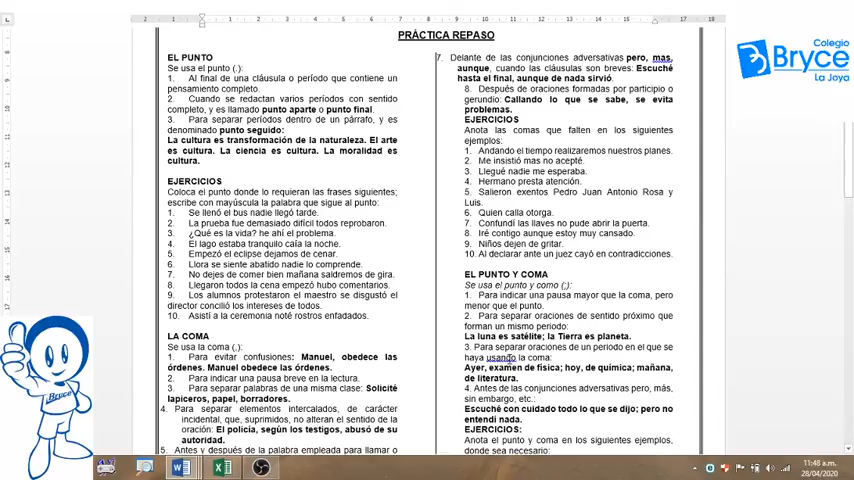 PRÁCTICA REPASO
EL PUNTO
Se usa el punto (.):
1. Al final de una cláusula o período que contiene un
pensamiento completo.
2. Cuando se redactan varios períodos con sentido
completo, y es llamado punto aparte o punto final.
3. Para separar períodos dentro de un párrafo, y es
denominado punto seguido:
La cultura es transformación de la naturaleza. El arte
es cultura. La ciencia es cultura. La moralidad es
cultura.
EJERCICIOS
Coloca el punto donde lo requieran las frases siguientes;
escribe con mayúscula la palabra que sigue al punto:
1. Se llenó el bus nadie llegó tarde.
2. La prueba fue demasiado difícil todos reprobaron.
3. ¿Qué es la vida? he ahí el problema.
4. El lago estaba tranquilo caía la noche.
5. Empezó el eclipse dejamos de cenar.
6. Llora se siente abatido nadie lo comprende.
7. No dejes de comer bien mañana saldremos de gira.
8. Llegaron todos la cena empezó hubo comentarios.
9. Los alumnos protestaron el maestro se disgustó el
director concilió los intereses de todos.
10. Asistí a la ceremonia noté rostros enfadados.
LA COMA
Se usa la coma (,):
1. Para evitar confusiones: Manuel, obedece las
órdenes. Manuel obedece las órdenes.
2. Para indicar una pausa breve en la lectura.
3. Para separar palabras de una misma clase: Solicité
lapiceros, papel, borradores.
4. Para separar elementos intercalados, de carácter
incidental, que, suprimidos, no alteran el sentido de la
oración: El policía, según los testigos, abusó de su
autoridad.
5. Antes y después de la palabra empleada para llamar o
7. Delante de las conjunciones adversativas pero, mas,
aunque, cuando las cláusulas son breves: Escuché
hasta el final, aunque de nada sirvió.
8. Después de oraciones formadas por participio o
gerundio: Callando lo que se sabe, se evita
problemas.
EJERCICIOS
Anota las comas que falten en los siguientes
ejemplos:
1. Andando el tiempo realizaremos nuestros planes.
2. Me insistió mas no acepté.
3. Llegué nadie me esperaba.
4. Hermano presta atención.
5. Salieron exentos Pedro Juan Antonio Rosa y
Luis.
6. Quien calla otorga.
7. Confundí las llaves no pude abrir la puerta.
8. Iré contigo aunque estoy muy cansado.
9. Niños dejen de gritar.
10. Al declarar ante un juez cayó en contradicciones.
EL PUNTO Y COMA
Se usa el punto y coma (;):
1. Para indicar una pausa mayor que la coma, pero
menor que el punto.
2. Para separar oraciones de sentido próximo que
forman un mismo periodo:
La luna es satélite; la Tierra es planeta.
3. Para separar oraciones de un periodo en el que se
haya usando la coma:
Ayer, examen de física; hoy, de química; mañana,
de literatura.
4. Antes de las conjunciones adversativas pero, más,
sin embargo, etc.:
Escuché con cuidado todo lo que se dijo; pero no
entendí nada.
EJERCICIOS:
Anota el punto y coma en los siguientes ejemplos,
donde sea necesario:
Colegio
Bryce
La Joya
Bryce
11:48 a.m.
28/04/2020